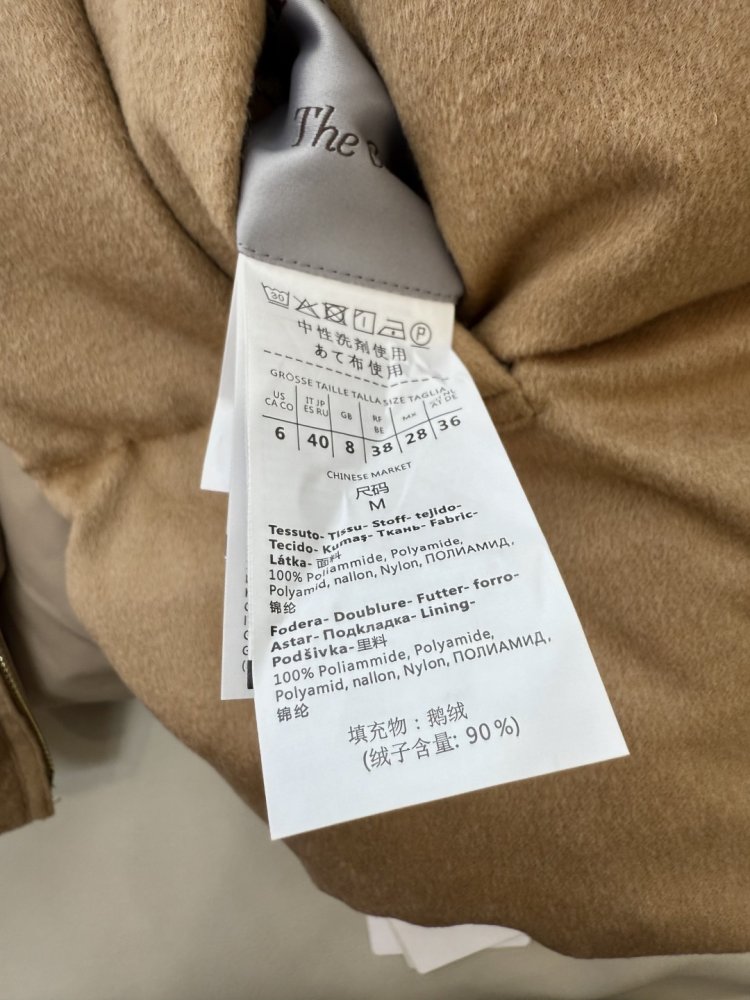 The
30
P
中性洗剤使用
あて布使用
GRÖSSE TAILLE TALLA SIZE TAGLIA
US CA CO | IT JP ES RU | GB | RF BE | MX | DE
6 | 40 | 8 | 38 | 28 | 36
CHINESE MARKET
尺码
M
Tessuto- Tissu- Stoff- tejido-
Tecido- Kumaş- Ткань- Fabric-
Látka- 面料
100% Poliammide, Polyamide,
Polyamid, nallon, Nylon, ПОЛИАМИД,
锦纶
Fodera- Doublure- Futter- forro-
Astar- Подкладка- Lining-
Podšivka- 里料
100% Poliammide, Polyamide,
Polyamid, nallon, Nylon, ПОЛИАМИД,
锦纶
填充物：鹅绒
(绒子含量: 90%)